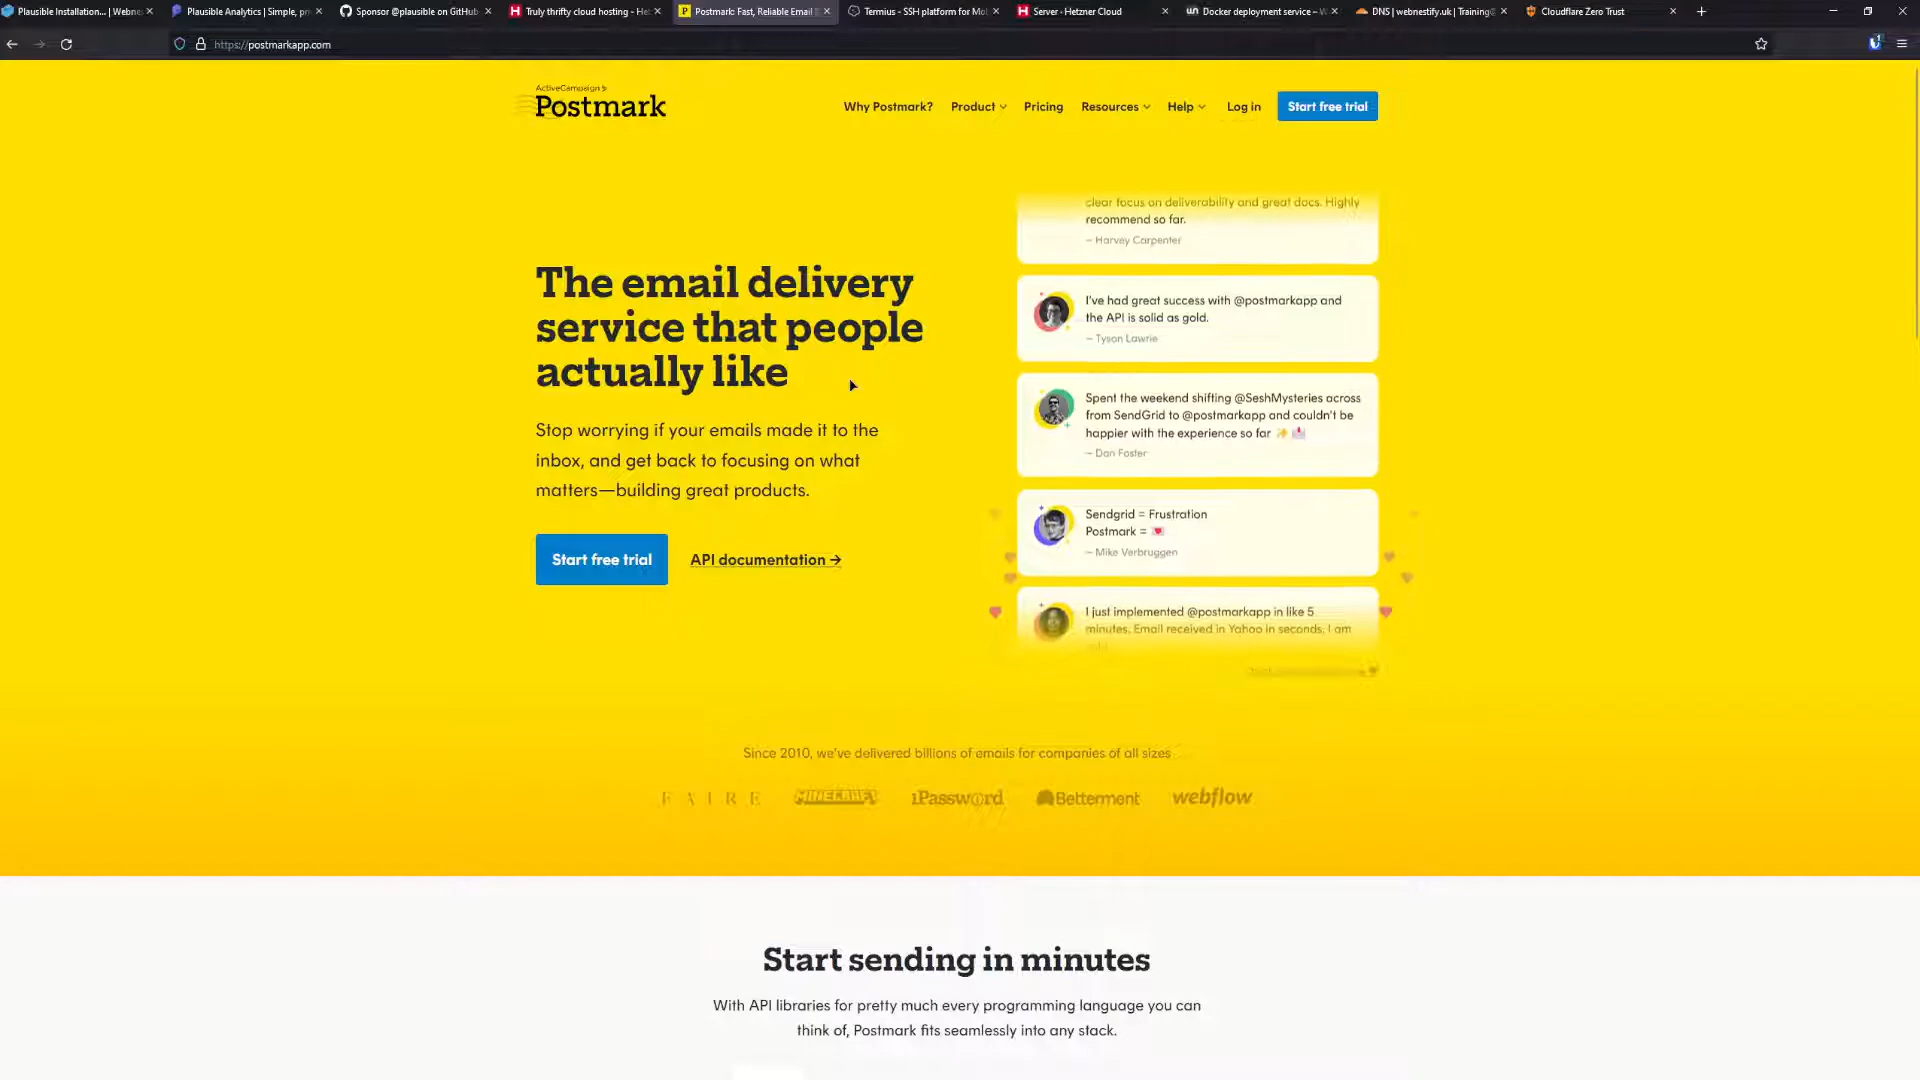 Plausible Installation... | Webne
Plausible Analytics | Simple, pri
Sponsor @plausible on GitHub
Truly thrifty cloud hosting - He
Postmark: Fast, Reliable Email
Termius - SSH platform for Mo
Server · Hetzner Cloud
Docker deployment service –
DNS | webnestify.uk | Training@
Cloudflare Zero Trust
https://postmarkapp.com
ActiveCampaign
Postmark
Why Postmark?
Product
Pricing
Resources
Help
Log in
Start free trial
The email delivery
service that people
actually like
Stop worrying if your emails made it to the
inbox, and get back to focusing on what
matters—building great products.
Start free trial
API documentation →
clear focus on deliverability and great docs. Highly
recommend so far.
– Harvey Carpenter
I've had great success with @postmarkapp and
the API is solid as gold.
– Tyson Lawrie
Spent the weekend shifting @SeshMysteries across
from SendGrid to @postmarkapp and couldn't be
happier with the experience so far ✨ 📩
– Dan Foster
Sendgrid = Frustration
Postmark = 💌
– Mike Verbruggen
I just implemented @postmarkapp in like 5
minutes. Email received in Yahoo in seconds. I am
Since 2010, we've delivered billions of emails for companies of all sizes
FAIRE
MINECRAFT
1Password
Betterment
webflow
Start sending in minutes
With API libraries for pretty much every programming language you can
think of, Postmark fits seamlessly into any stack.